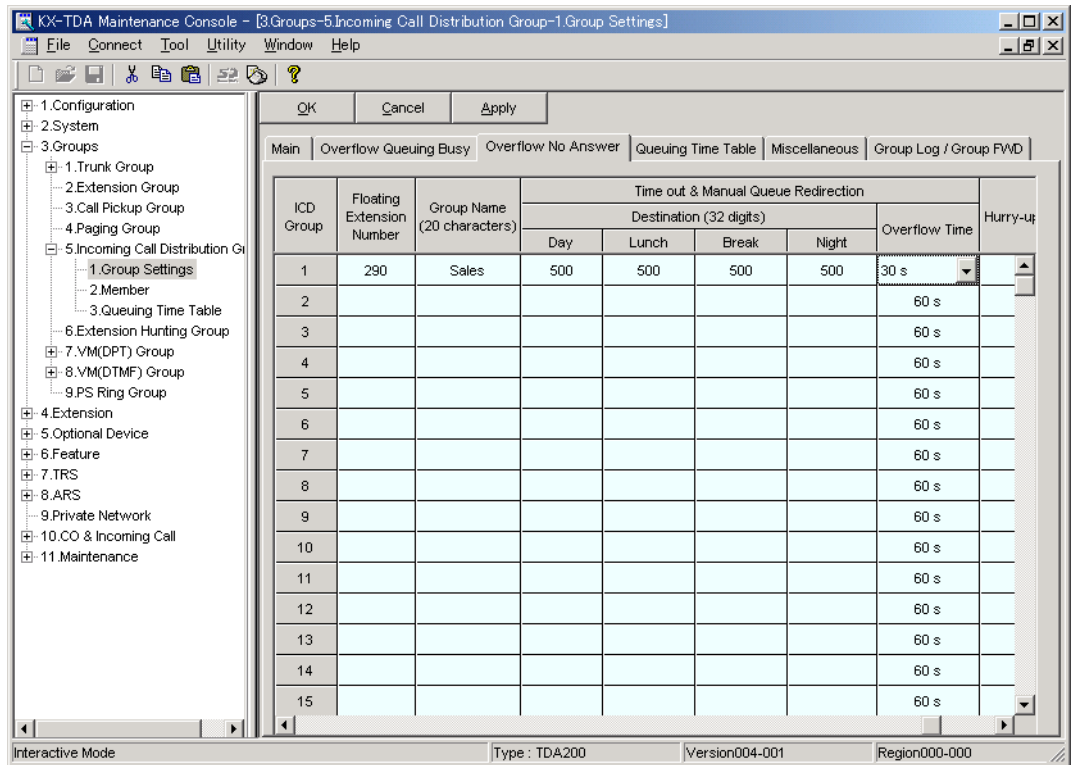 KX-TDA Maintenance Console - [3.Groups-5.Incoming Call Distribution Group-1.Group Settings]
File Connect Tool Utility Window Help
1.Configuration
2.System
3.Groups
1.Trunk Group
2.Extension Group
3.Call Pickup Group
4.Paging Group
5.Incoming Call Distribution Gr
1.Group Settings
2.Member
3.Queuing Time Table
6.Extension Hunting Group
7.VM(DPT) Group
8.VM(DTMF) Group
9.PS Ring Group
4.Extension
5.Optional Device
6.Feature
7.TRS
8.ARS
9.Private Network
10.CO & Incoming Call
11.Maintenance
OK Cancel Apply
Main Overflow Queuing Busy Overflow No Answer Queuing Time Table Miscellaneous Group Log / Group FWD
ICD Group
Floating Extension Number
Group Name (20 characters)
Time out & Manual Queue Redirection
Destination (32 digits)
Day Lunch Break Night
Overflow Time
Hurry-up
1 290 Sales 500 500 500 500 30 s
2 60 s
3 60 s
4 60 s
5 60 s
6 60 s
7 60 s
8 60 s
9 60 s
10 60 s
11 60 s
12 60 s
13 60 s
14 60 s
15 60 s
Interactive Mode Type : TDA200 Version004-001 Region000-000